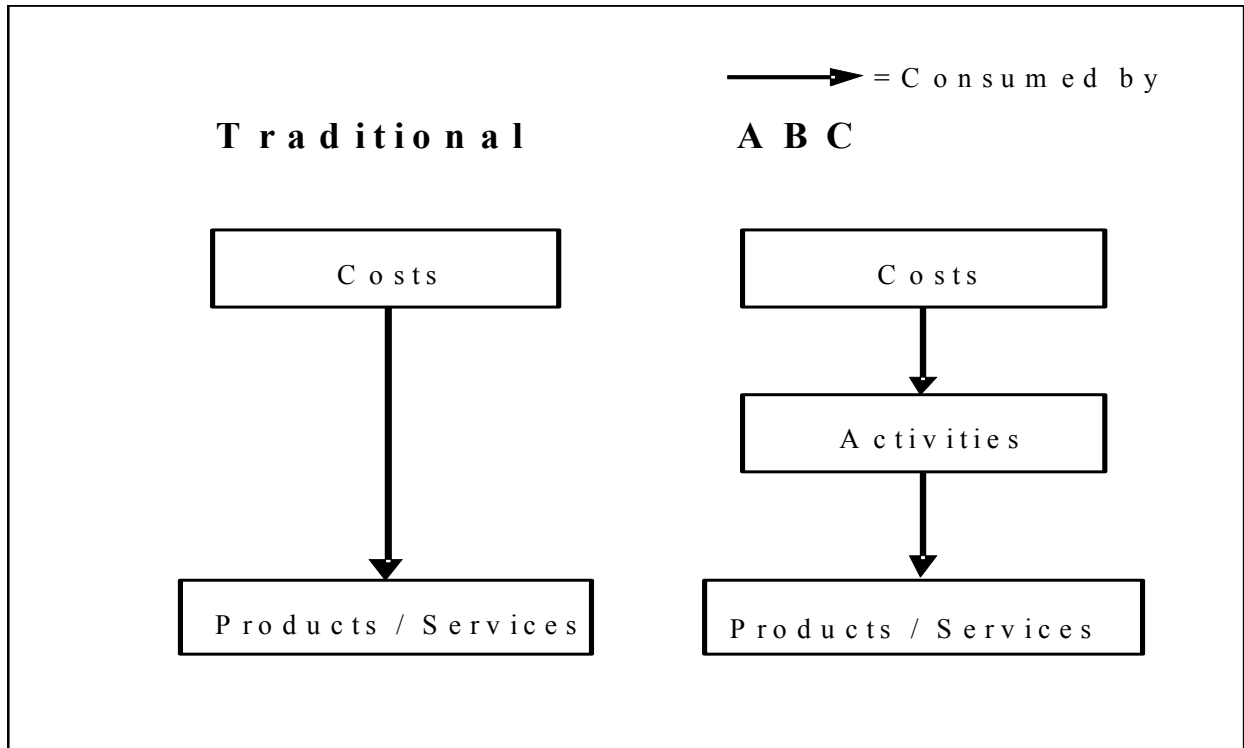 = Consumed by
Traditional
ABC
Costs
Costs
Activities
Products / Services
Products / Services